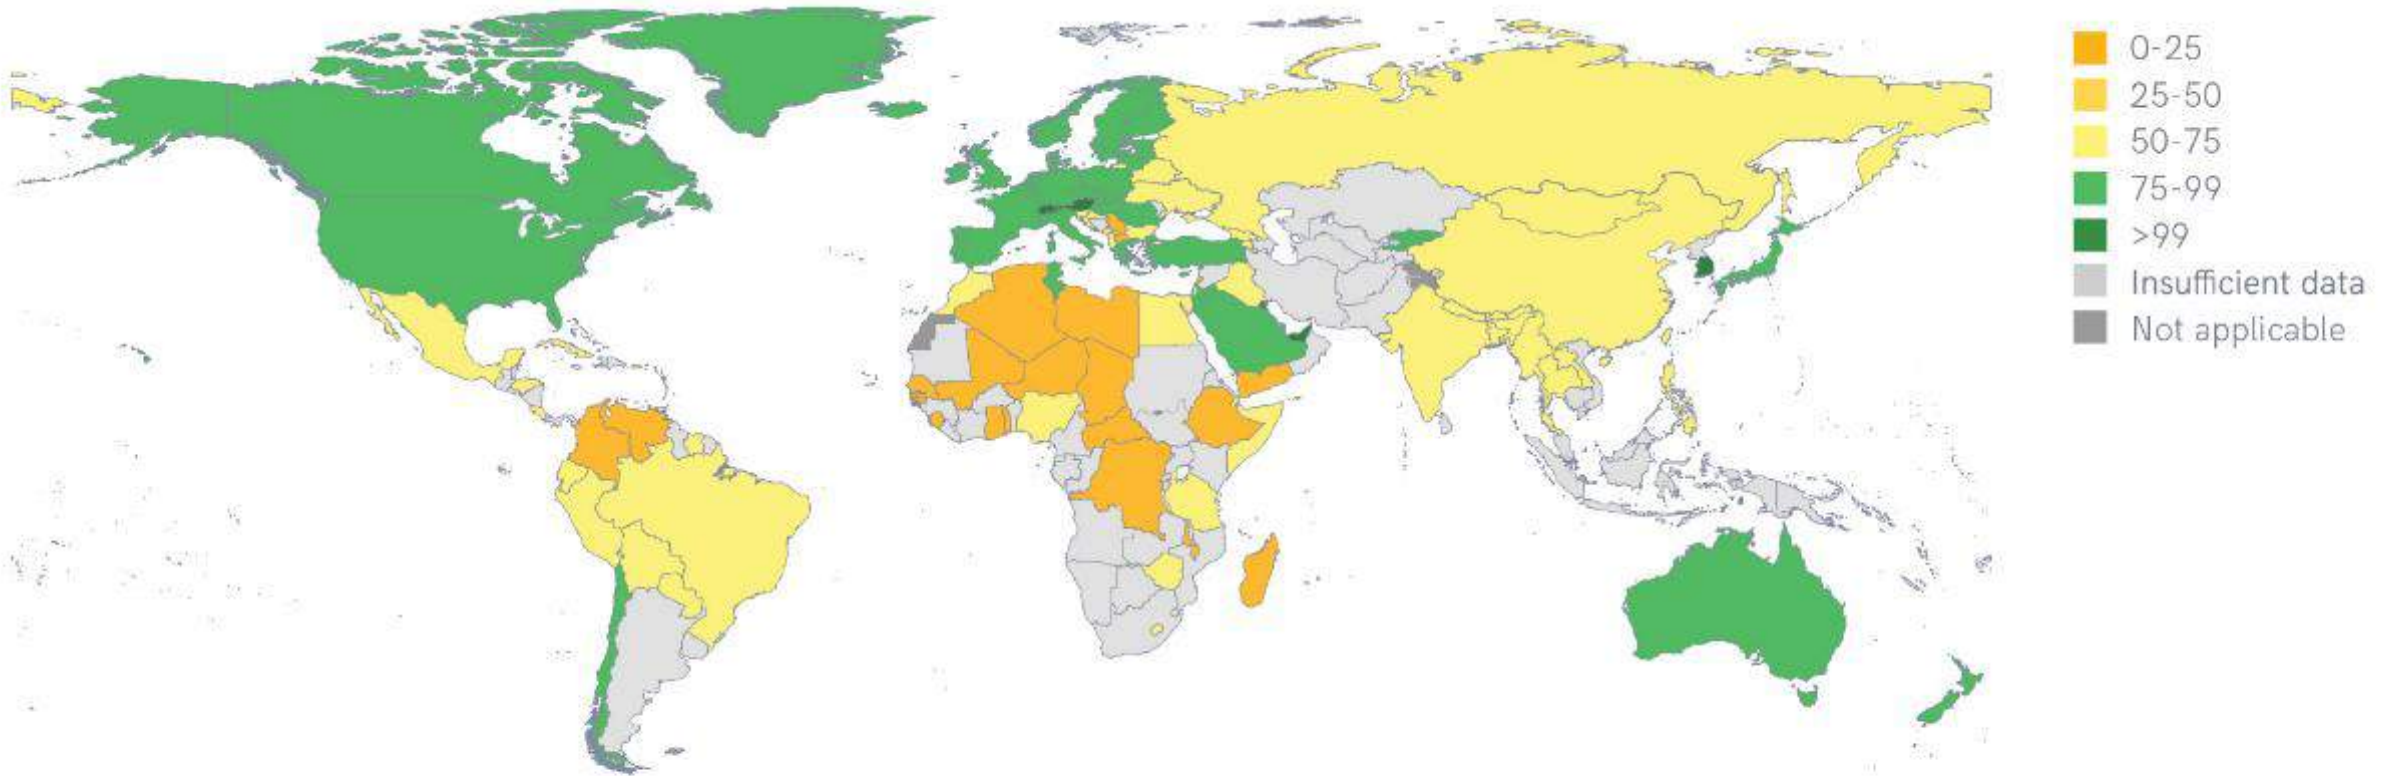 0-25
25-50
50-75
75-99
>99
Insufficient data
Not applicable